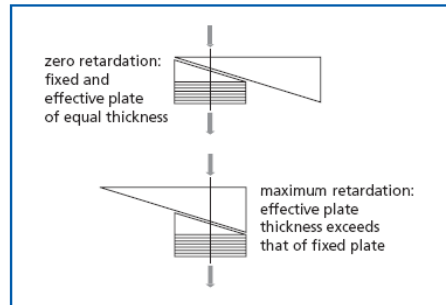 zero retardation:
fixed and
effective plate
of equal thickness
maximum retardation:
effective plate
thickness exceeds
that of fixed plate